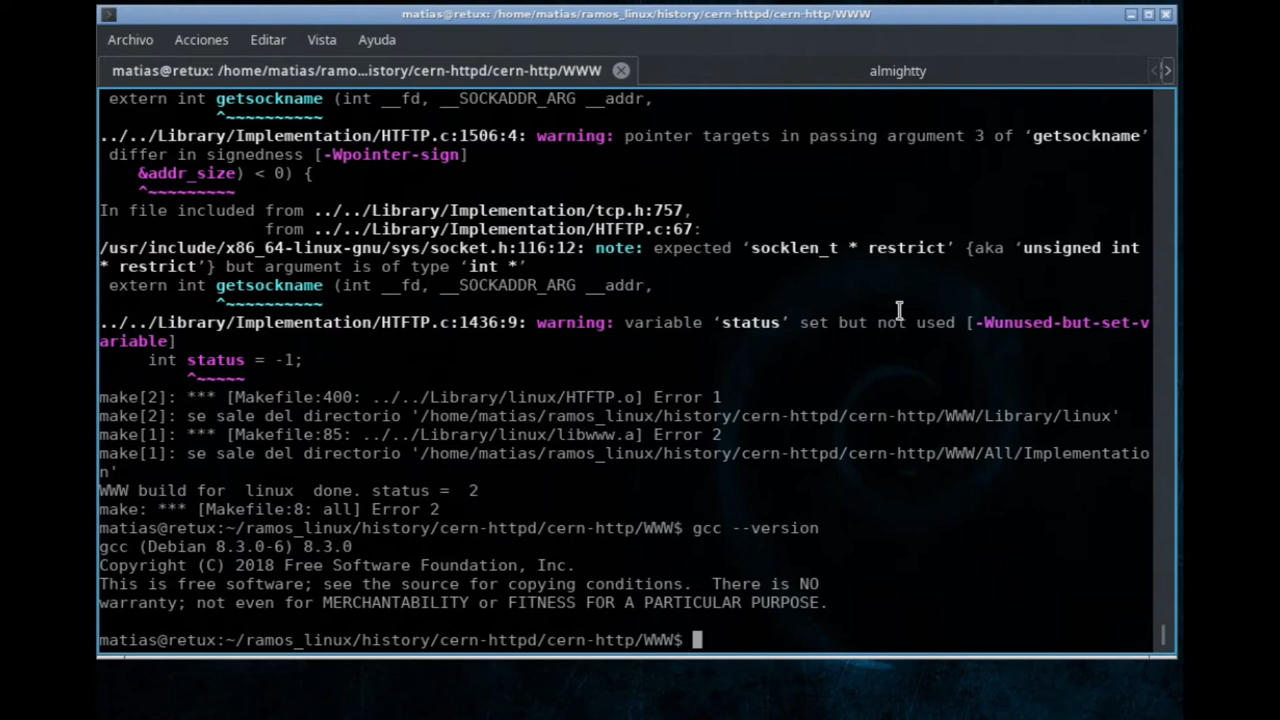 matias@retux: /home/matias/ramos_linux/history/cern-httpd/cern-http/WWW
Archivo Acciones Editar Vista Ayuda
matias@retux: /home/matias/ramo...istory/cern-httpd/cern-http/WWW almightty
 extern int getsockname (int __fd, __SOCKADDR_ARG __addr,
            ^~~~~~~~~~~
../../Library/Implementation/HTFTP.c:1506:4: warning: pointer targets in passing argument 3 of ‘getsockname’
 differ in signedness [-Wpointer-sign]
    &addr_size) < 0) {
    ^~~~~~~~~~
In file included from ../../Library/Implementation/tcp.h:757,
                 from ../../Library/Implementation/HTFTP.c:67:
/usr/include/x86_64-linux-gnu/sys/socket.h:116:12: note: expected ‘socklen_t * restrict’ {aka ‘unsigned int
* restrict’} but argument is of type ‘int *’
 extern int getsockname (int __fd, __SOCKADDR_ARG __addr,
            ^~~~~~~~~~~
../../Library/Implementation/HTFTP.c:1436:9: warning: variable ‘status’ set but not used [-Wunused-but-set-v
ariable]
     int status = -1;
         ^~~~~~
make[2]: *** [Makefile:400: ../../Library/linux/HTFTP.o] Error 1
make[2]: se sale del directorio '/home/matias/ramos_linux/history/cern-httpd/cern-http/WWW/Library/linux'
make[1]: *** [Makefile:85: ../../Library/linux/libwww.a] Error 2
make[1]: se sale del directorio '/home/matias/ramos_linux/history/cern-httpd/cern-http/WWW/All/Implementatio
n'
WWW build for  linux  done. status =  2
make: *** [Makefile:8: all] Error 2
matias@retux:~/ramos_linux/history/cern-httpd/cern-http/WWW$ gcc --version
gcc (Debian 8.3.0-6) 8.3.0
Copyright (C) 2018 Free Software Foundation, Inc.
This is free software; see the source for copying conditions.  There is NO
warranty; not even for MERCHANTABILITY or FITNESS FOR A PARTICULAR PURPOSE.
matias@retux:~/ramos_linux/history/cern-httpd/cern-http/WWW$